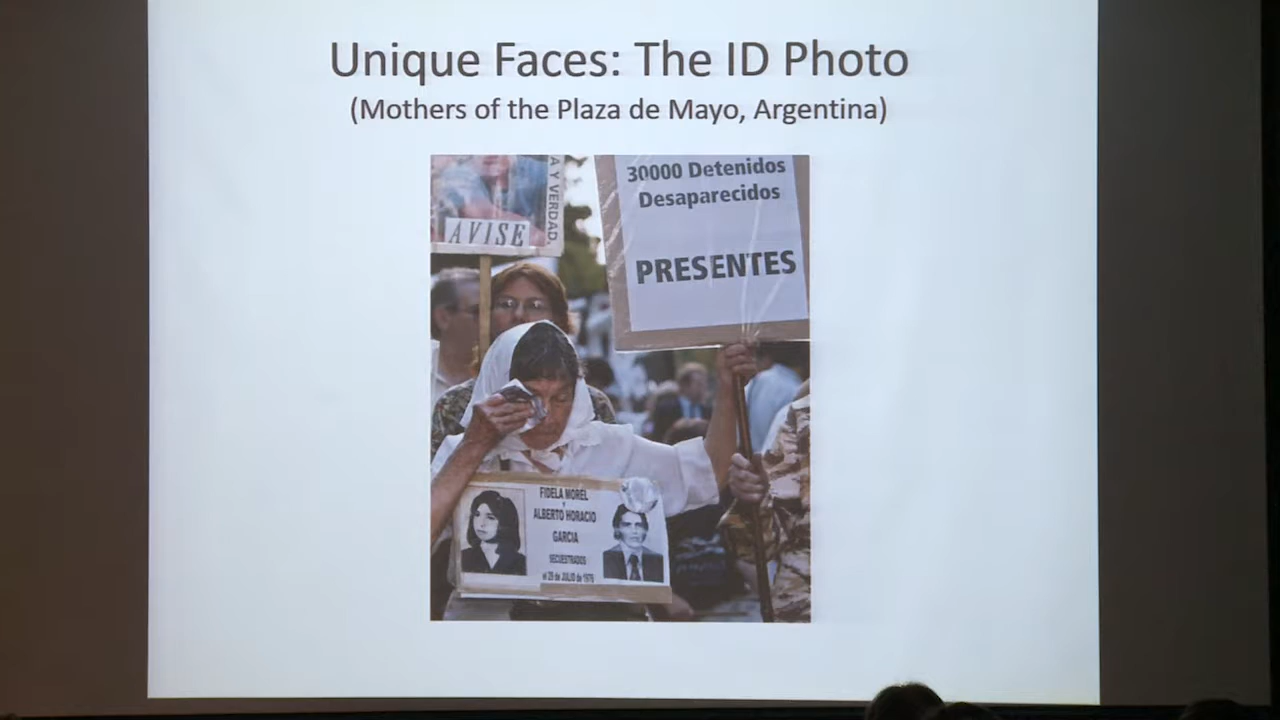 Unique Faces: The ID Photo
(Mothers of the Plaza de Mayo, Argentina)
A Y VERDAD.
AVISE
30000 Detenidos
Desaparecidos
PRESENTES
FIDELA MOREL
Y
ALBERTO HORACIO
GARCIA
SECUESTRADOS